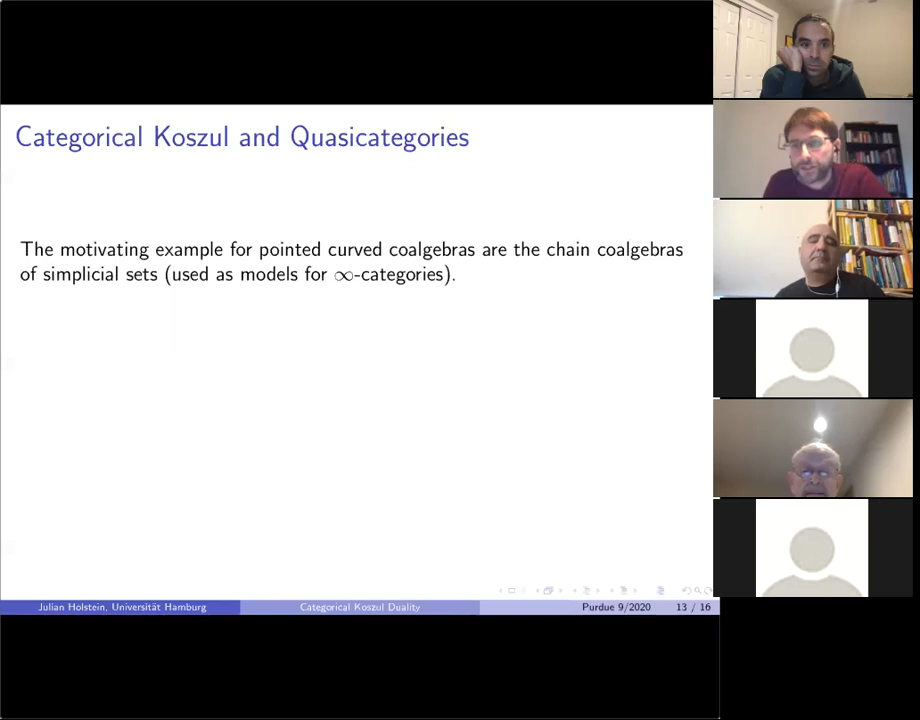 Categorical Koszul and Quasicategories
The motivating example for pointed curved coalgebras are the chain coalgebras
of simplicial sets (used as models for ∞-categories).
Julian Holstein, Universität Hamburg
Categorical Koszul Duality
Purdue 9/2020
13 / 16